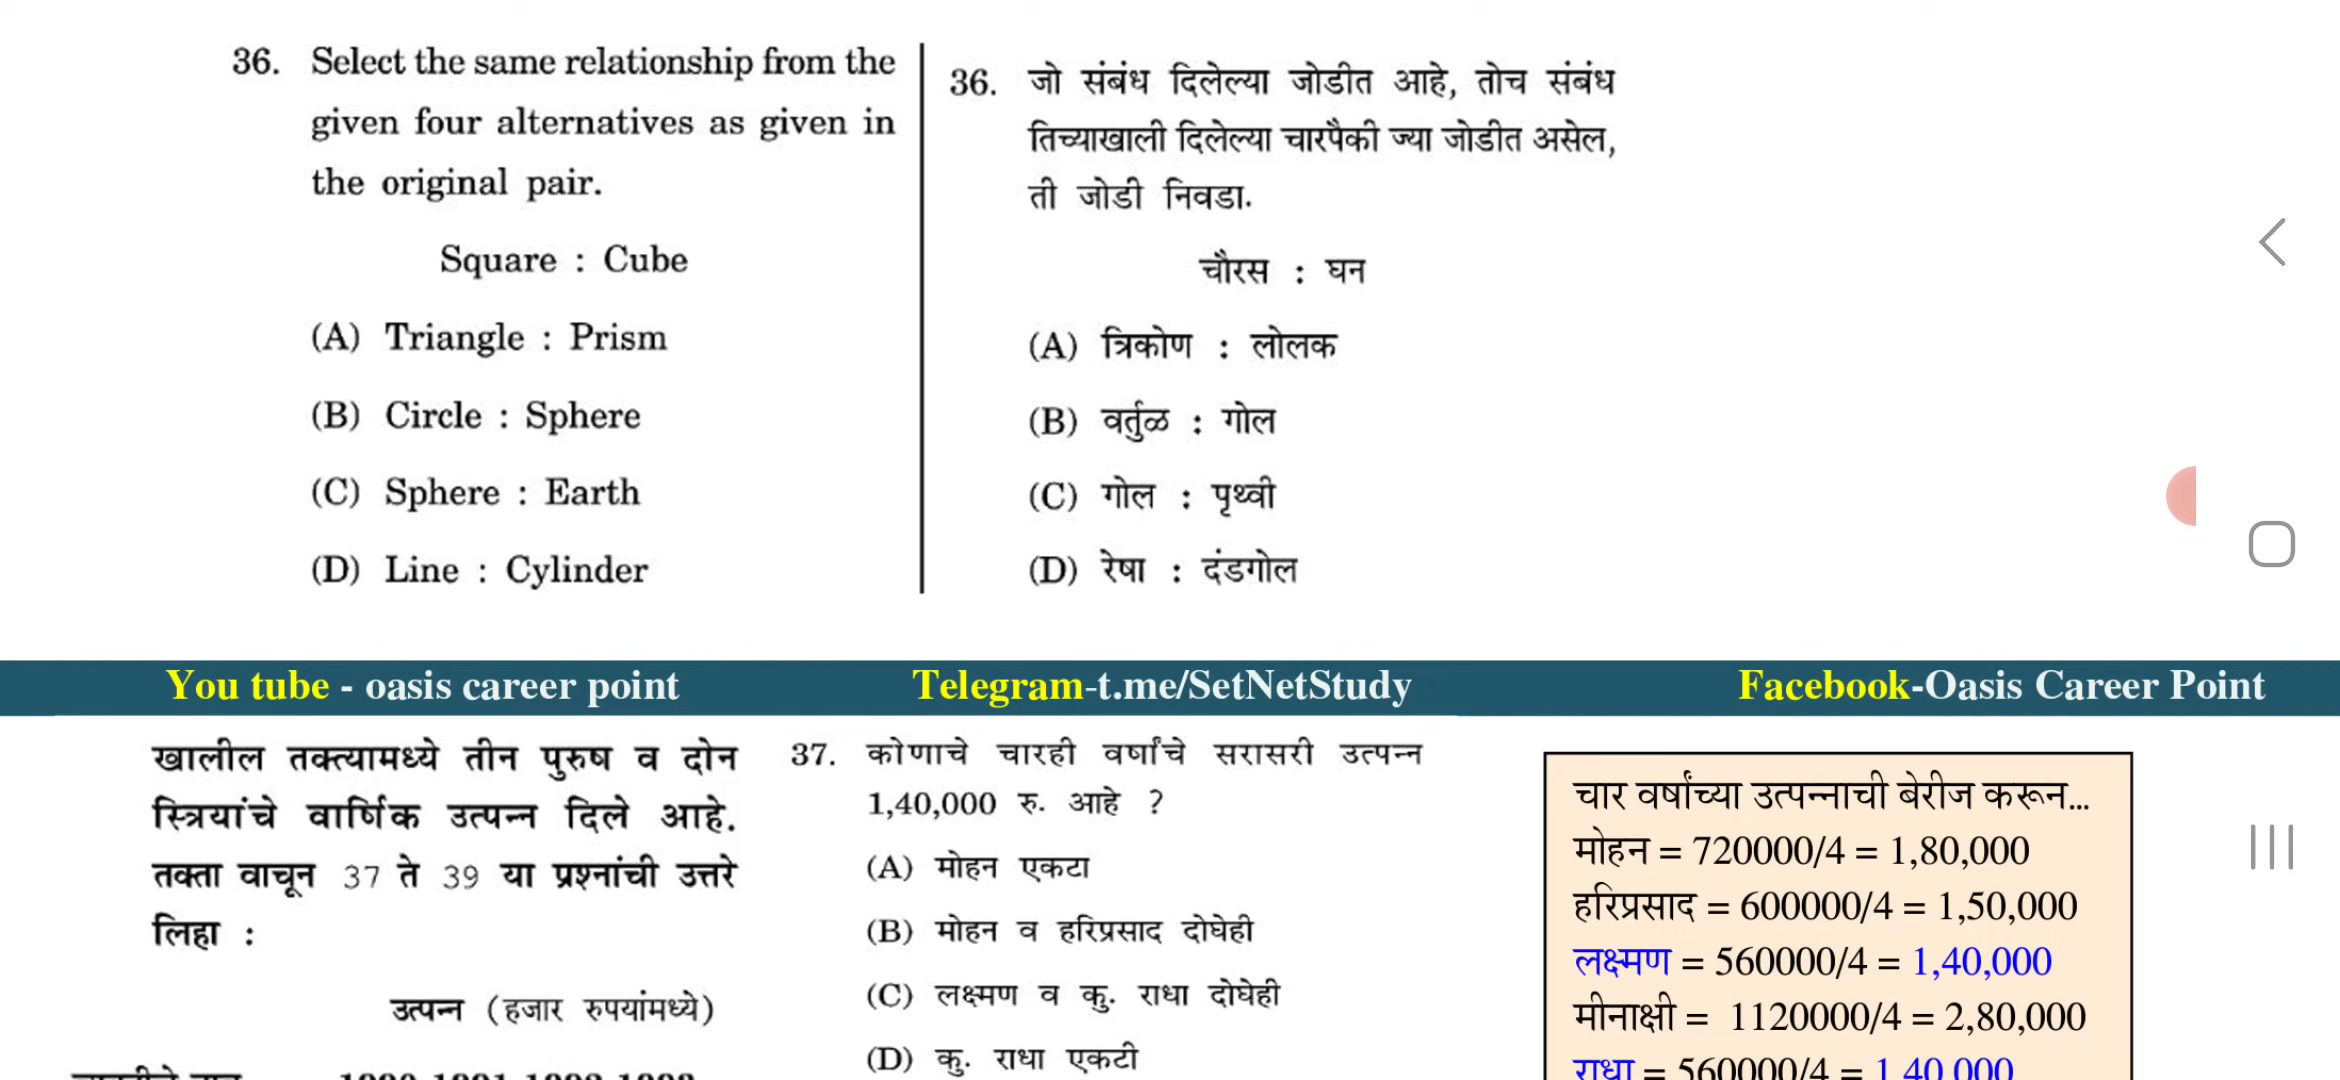 36. Select the same relationship from the
given four alternatives as given in
the original pair.
Square : Cube
(A) Triangle : Prism
(B) Circle : Sphere
(C) Sphere : Earth
(D) Line : Cylinder
36. जो संबंध दिलेल्या जोडीत आहे, तोच संबंध
तिच्याखाली दिलेल्या चारपैकी ज्या जोडीत असेल,
ती जोडी निवडा.
चौरस : घन
(A) त्रिकोण : लोलक
(B) वर्तुळ : गोल
(C) गोल : पृथ्वी
(D) रेषा : दंडगोल
You tube - oasis career point
Telegram-t.me/SetNetStudy
Facebook-Oasis Career Point
खालील तक्त्यामध्ये तीन पुरुष व दोन
स्त्रियांचे वार्षिक उत्पन्न दिले आहे.
तक्ता वाचून 37 ते 39 या प्रश्नांची उत्तरे
लिहा :
उत्पन्न (हजार रुपयांमध्ये)
37. कोणाचे चारही वर्षांचे सरासरी उत्पन्न
1,40,000 रु. आहे ?
(A) मोहन एकटा
(B) मोहन व हरिप्रसाद दोघेही
(C) लक्ष्मण व कु. राधा दोघेही
(D) कु. राधा एकटी
चार वर्षांच्या उत्पन्नाची बेरीज करून...
मोहन = 720000/4 = 1,80,000
हरिप्रसाद = 600000/4 = 1,50,000
लक्ष्मण = 560000/4 = 1,40,000
मीनाक्षी = 1120000/4 = 2,80,000
राधा = 560000/4 = 1,40,000